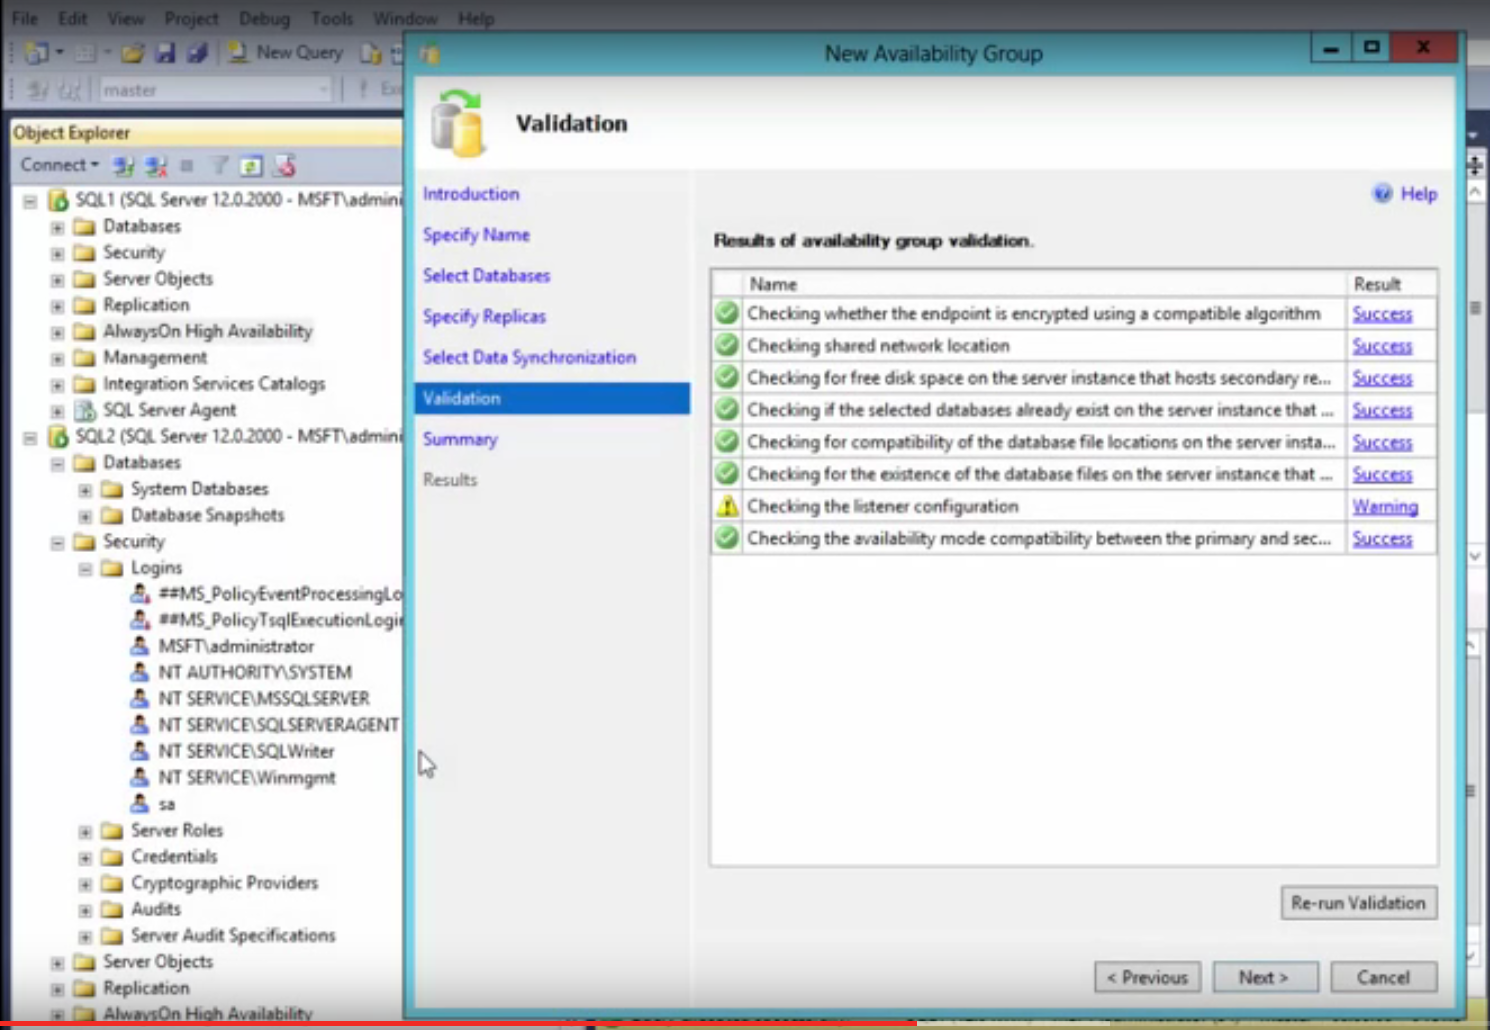 File Edit View Project Debug Tools Window Help
New Query
master
Object Explorer
Connect
SQL1 (SQL Server 12.0.2000 - MSFT\admini
Databases
Security
Server Objects
Replication
AlwaysOn High Availability
Management
Integration Services Catalogs
SQL Server Agent
SQL2 (SQL Server 12.0.2000 - MSFT\admini
Databases
System Databases
Database Snapshots
Security
Logins
##MS_PolicyEventProcessingLo
##MS_PolicyTsqlExecutionLogi
MSFT\administrator
NT AUTHORITY\SYSTEM
NT SERVICE\MSSQLSERVER
NT SERVICE\SQLSERVERAGENT
NT SERVICE\SQLWriter
NT SERVICE\Winmgmt
sa
Server Roles
Credentials
Cryptographic Providers
Audits
Server Audit Specifications
Server Objects
Replication
AlwaysOn High Availability
New Availability Group
Validation
Introduction
Specify Name
Select Databases
Specify Replicas
Select Data Synchronization
Validation
Summary
Results
Help
Results of availability group validation.
Name Result
Checking whether the endpoint is encrypted using a compatible algorithm Success
Checking shared network location Success
Checking for free disk space on the server instance that hosts secondary re... Success
Checking if the selected databases already exist on the server instance that ... Success
Checking for compatibility of the database file locations on the server insta... Success
Checking for the existence of the database files on the server instance that ... Success
Checking the listener configuration Warning
Checking the availability mode compatibility between the primary and sec... Success
Re-run Validation
< Previous Next > Cancel